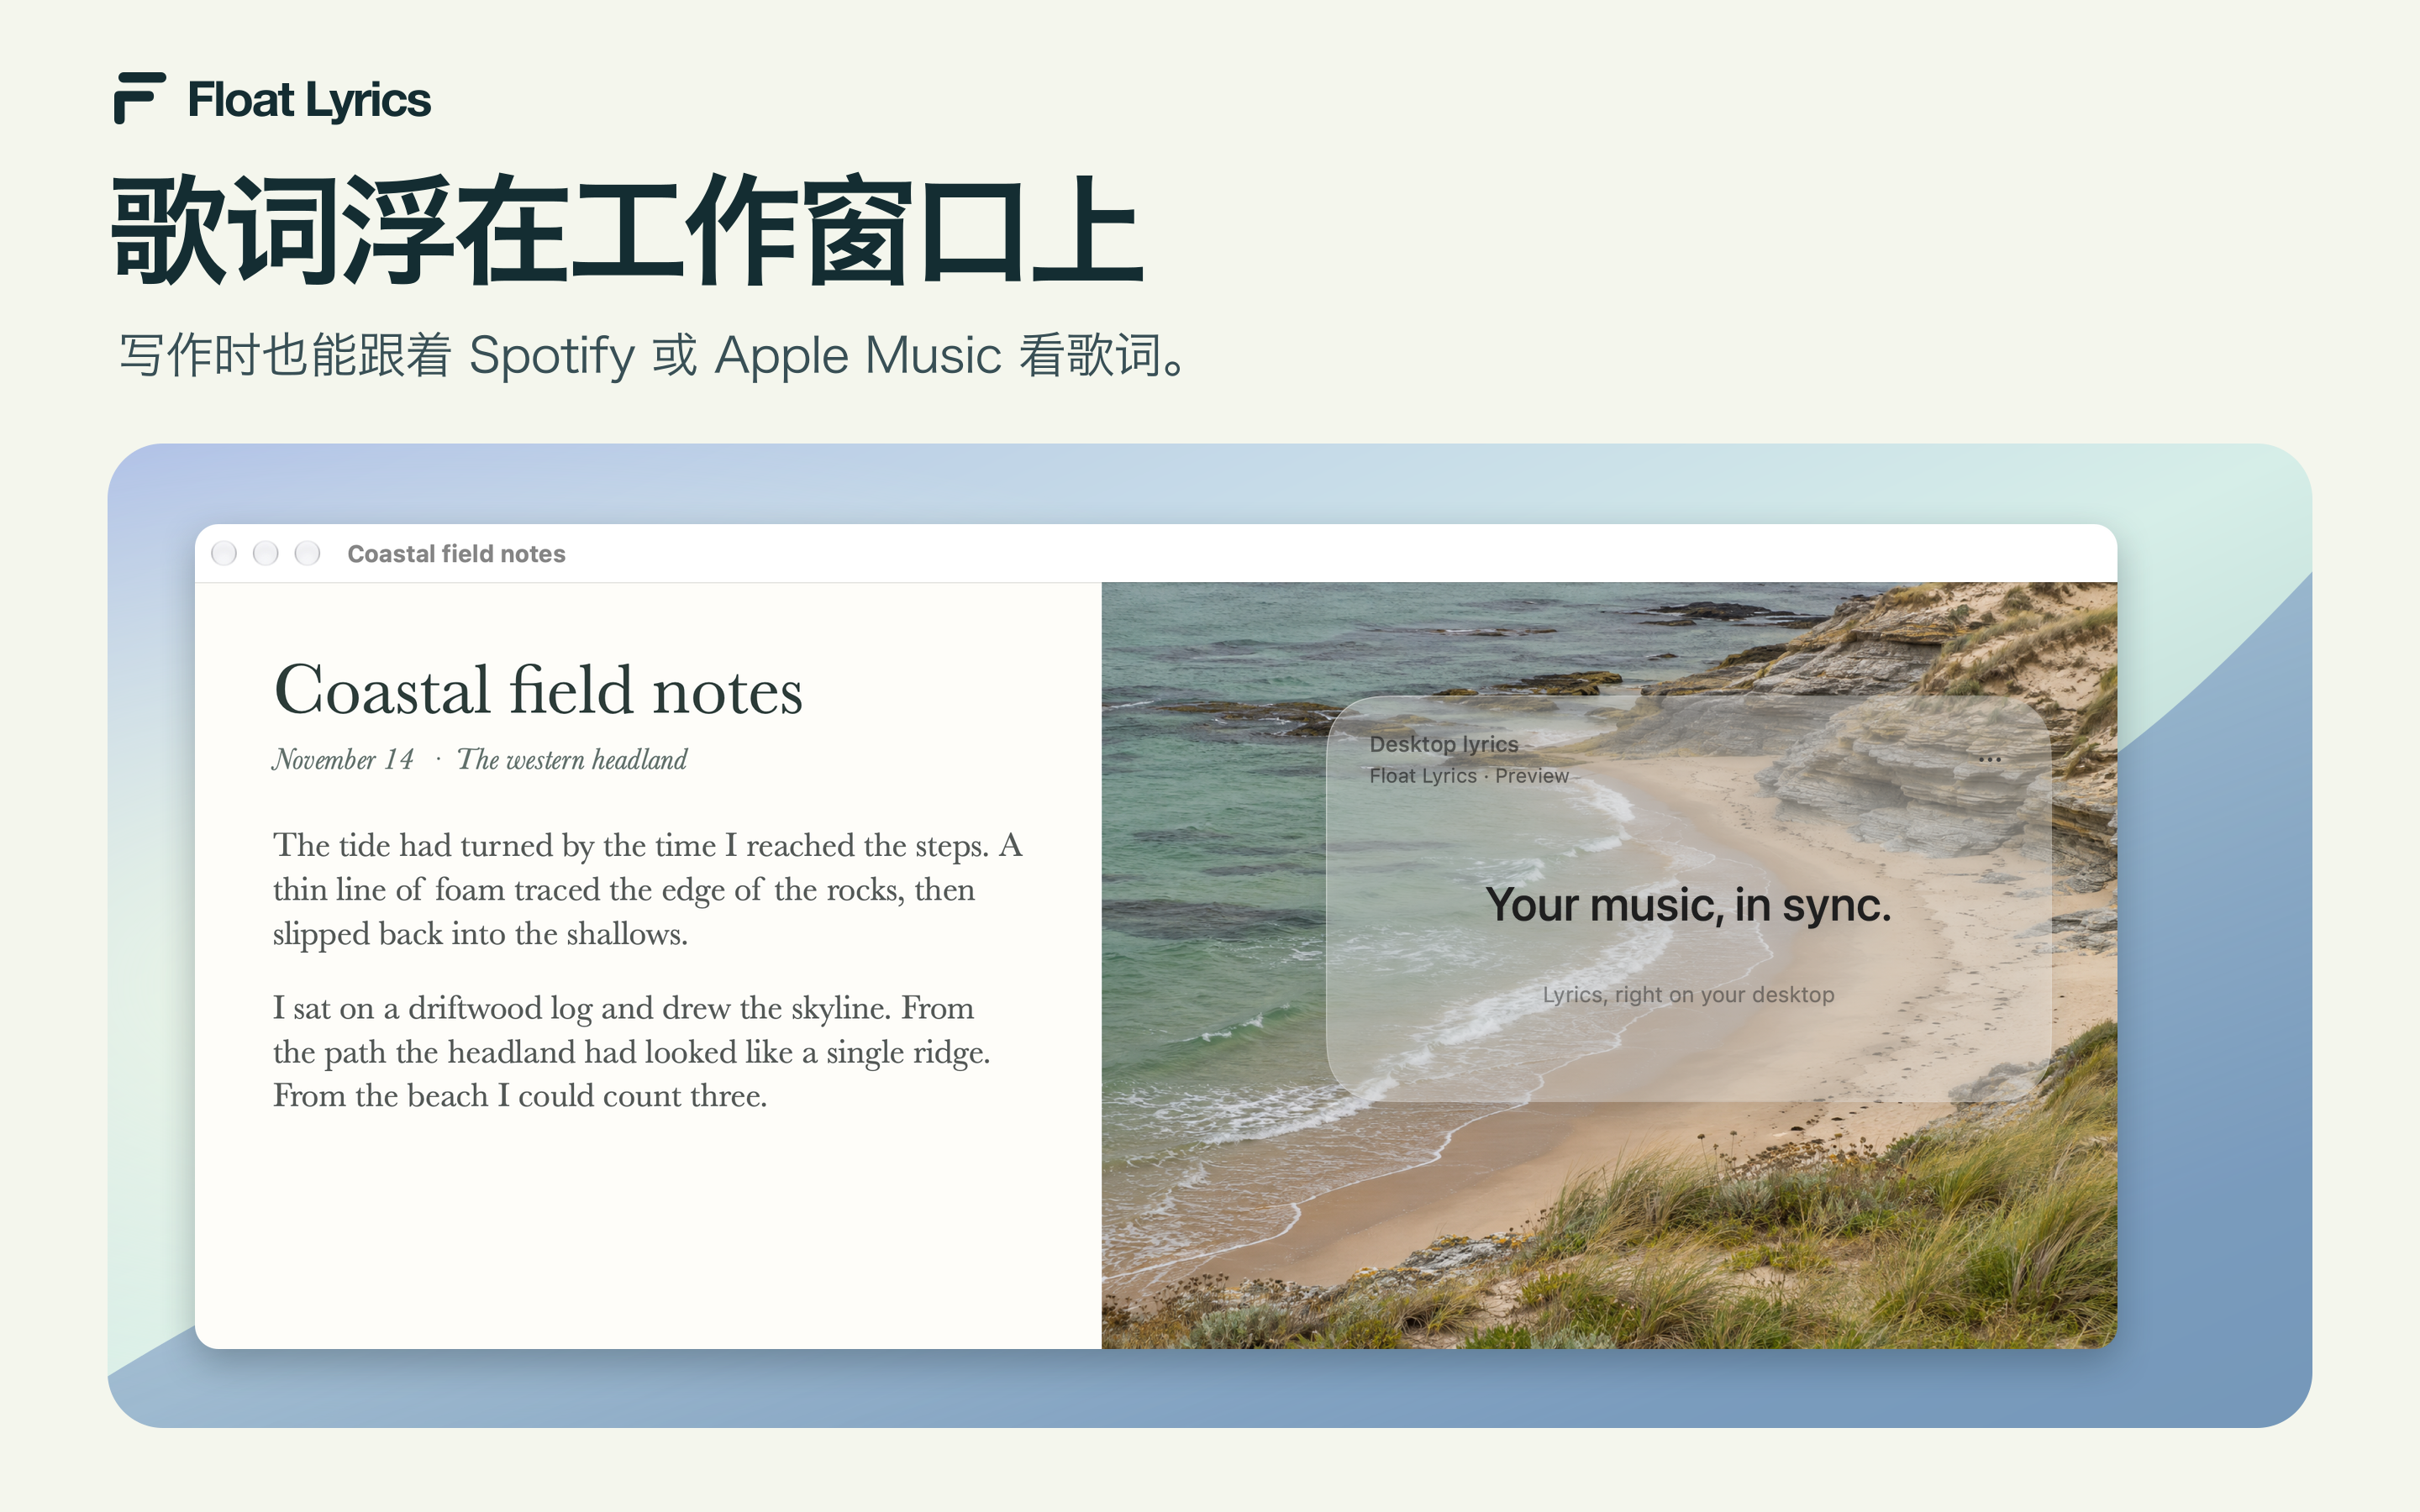 Float Lyrics
歌词浮在工作窗口上
写作时也能跟着 Spotify 或 Apple Music 看歌词。
Coastal field notes
Coastal field notes
November 14 · The western headland
The tide had turned by the time I reached the steps. A
thin line of foam traced the edge of the rocks, then
slipped back into the shallows.
I sat on a driftwood log and drew the skyline. From
the path the headland had looked like a single ridge.
From the beach I could count three.
Desktop lyrics
Float Lyrics · Preview
Your music, in sync.
Lyrics, right on your desktop